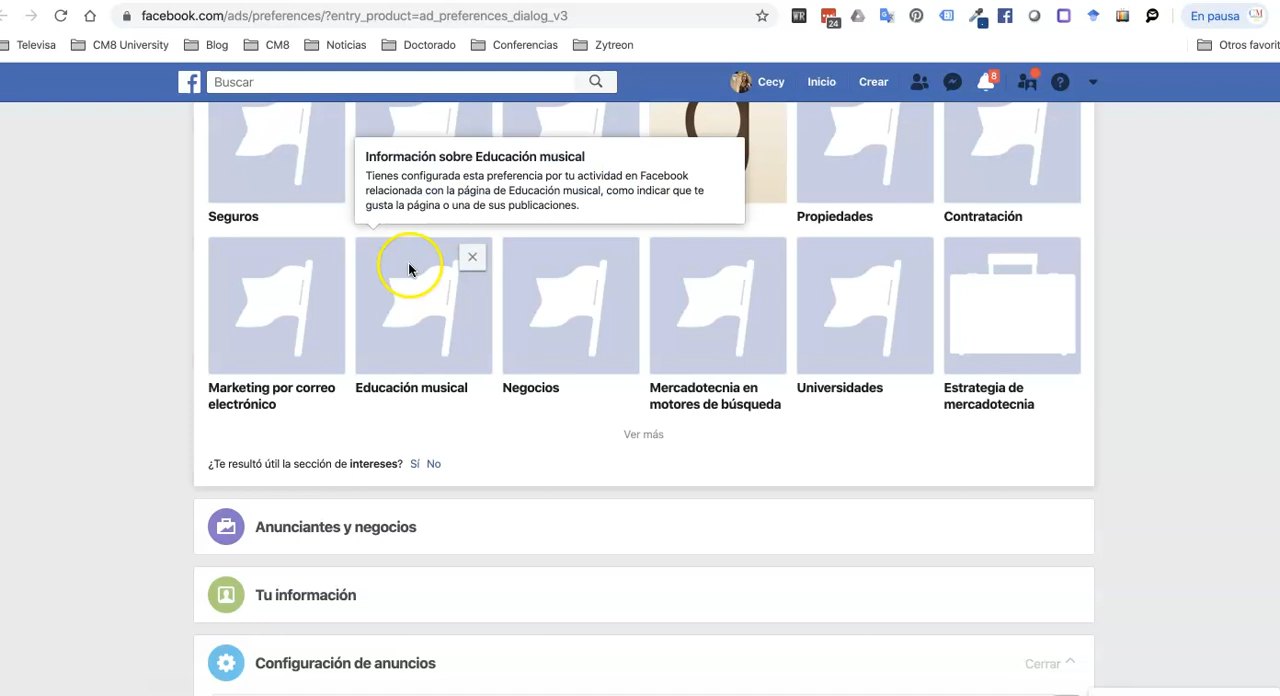 facebook.com/ads/preferences/?entry_product=ad_preferences_dialog_v3
WR
24
En pausa
CM
Televisa
CM8 University
Blog
CM8
Noticias
Doctorado
Conferencias
Zytreon
Otros favorit
f
Buscar
Cecy
Inicio
Crear
8
?
Información sobre Educación musical
Tienes configurada esta preferencia por tu actividad en Facebook
relacionada con la página de Educación musical, como indicar que te
gusta la página o una de sus publicaciones.
Seguros
Propiedades
Contratación
Marketing por correo
electrónico
Educación musical
Negocios
Mercadotecnia en
motores de búsqueda
Universidades
Estrategia de
mercadotecnia
Ver más
¿Te resultó útil la sección de intereses? Sí No
Anunciantes y negocios
Tu información
Configuración de anuncios
Cerrar